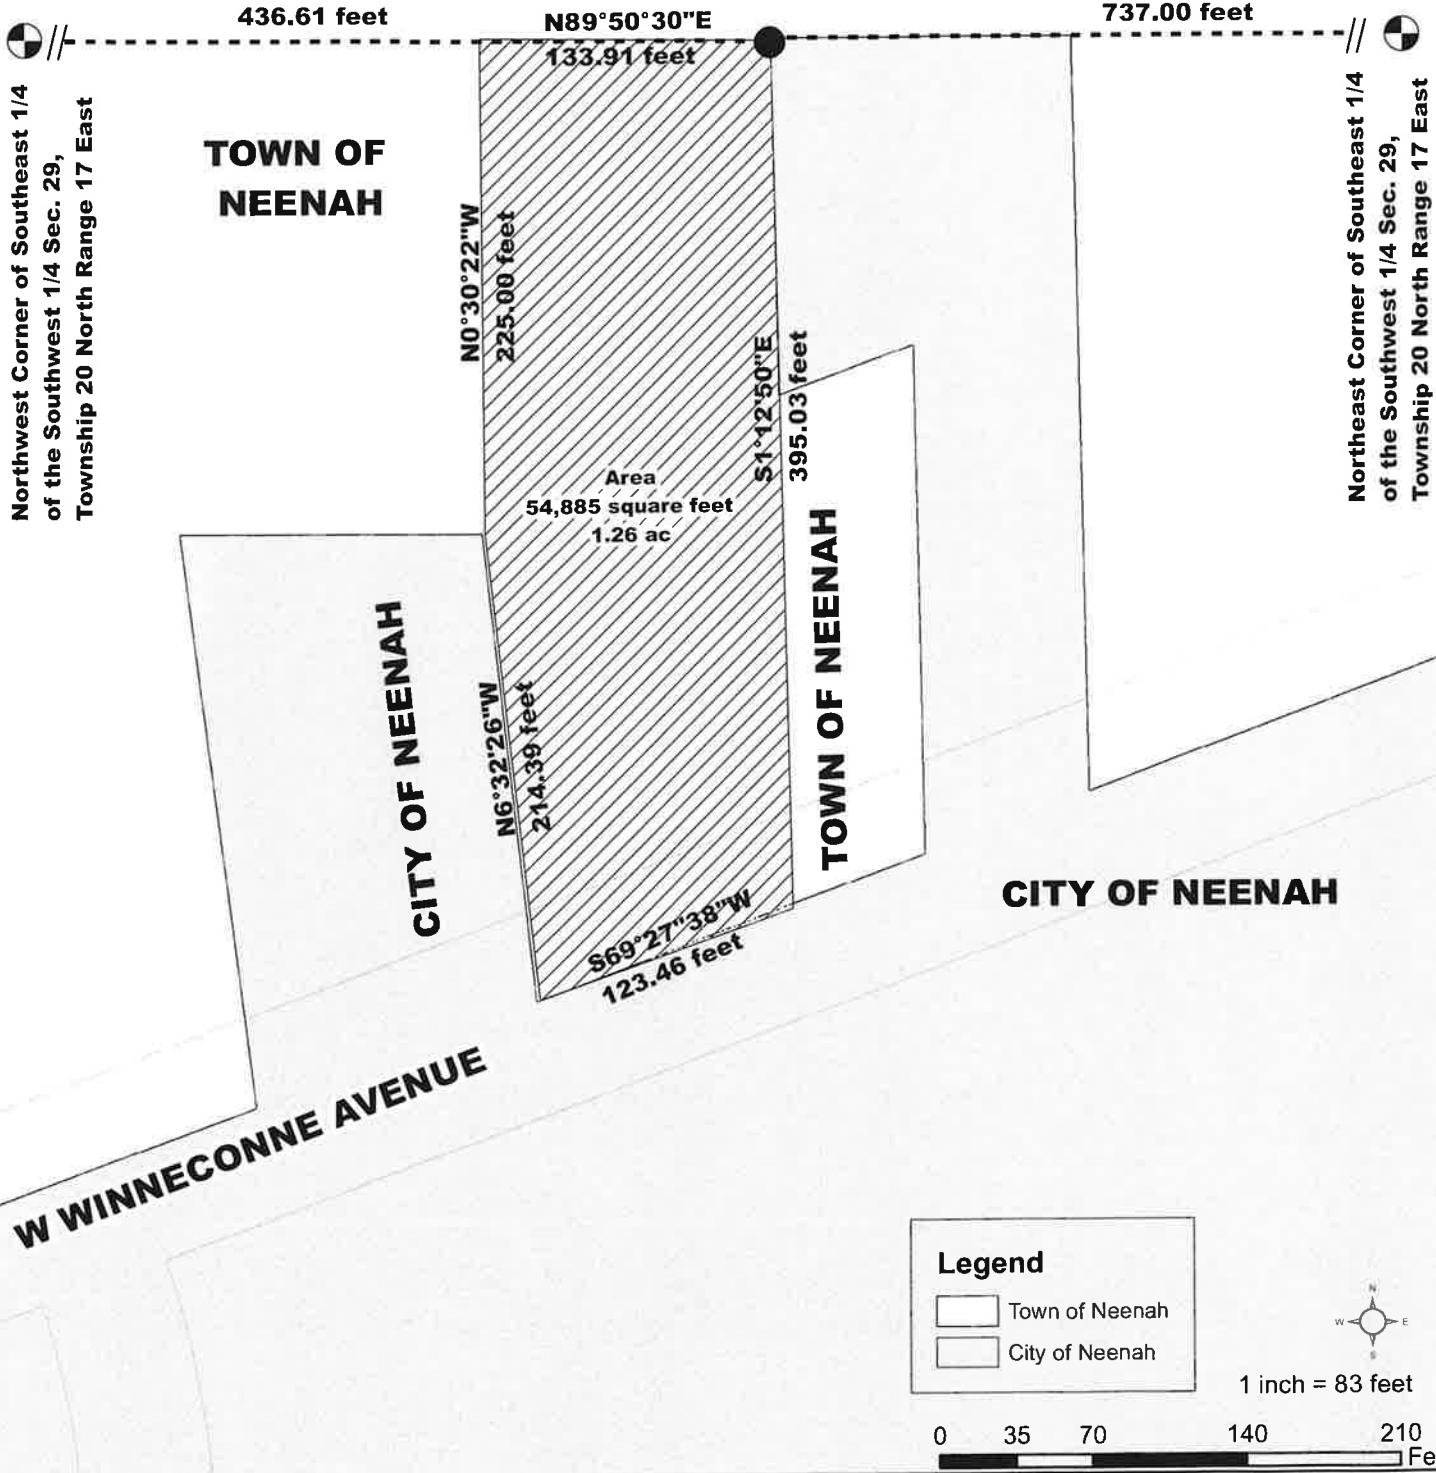 436.61 feet
N89°50'30"E
133.91 feet
737.00 feet
Northwest Corner of Southeast 1/4
of the Southwest 1/4 Sec. 29,
Township 20 North Range 17 East
TOWN OF
NEENAH
N0°30'22"W
225.00 feet
S1°12'50"E
395.03 feet
Northeast Corner of Southeast 1/4
of the Southwest 1/4 Sec. 29,
Township 20 North Range 17 East
Area
54,885 square feet
1.26 ac
CITY OF NEENAH
N6°32'26"W
214.39 feet
TOWN OF NEENAH
S69°27"38"W
123.46 feet
CITY OF NEENAH
W WINNECONNE AVENUE
Legend
Town of Neenah
City of Neenah
N
W E
S
1 inch = 83 feet
0 35 70 140 210
Fe